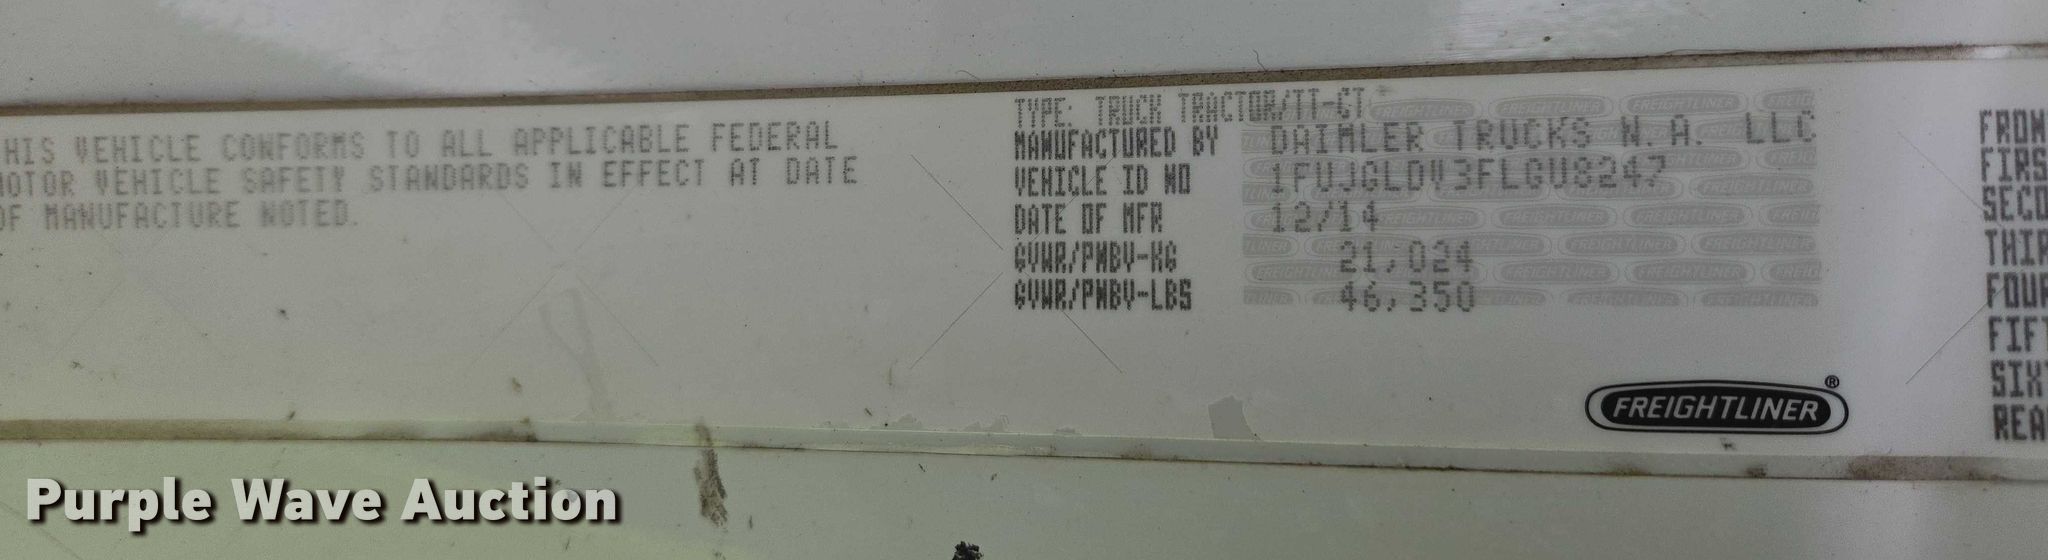 HIS VEHICLE CONFORMS TO ALL APPLICABLE FEDERAL
MOTOR VEHICLE SAFETY STANDARDS IN EFFECT AT DATE
OF MANUFACTURE NOTED.
TYPE: TRUCK TRACTOR/TT-CT
MANUFACTURED BY DAIMLER TRUCKS N.A. LLC
VEHICLE ID NO 1FUJGLDV3FLGU8247
DATE OF MFR 12/14
GVWR/PNBV-KG 21,024
GVWR/PNBV-LBS 46,350
FREIGHTLINER®
FRON
FIRS
SECO
THIR
FOUR
FIFT
SIXT
REA
Purple Wave Auction